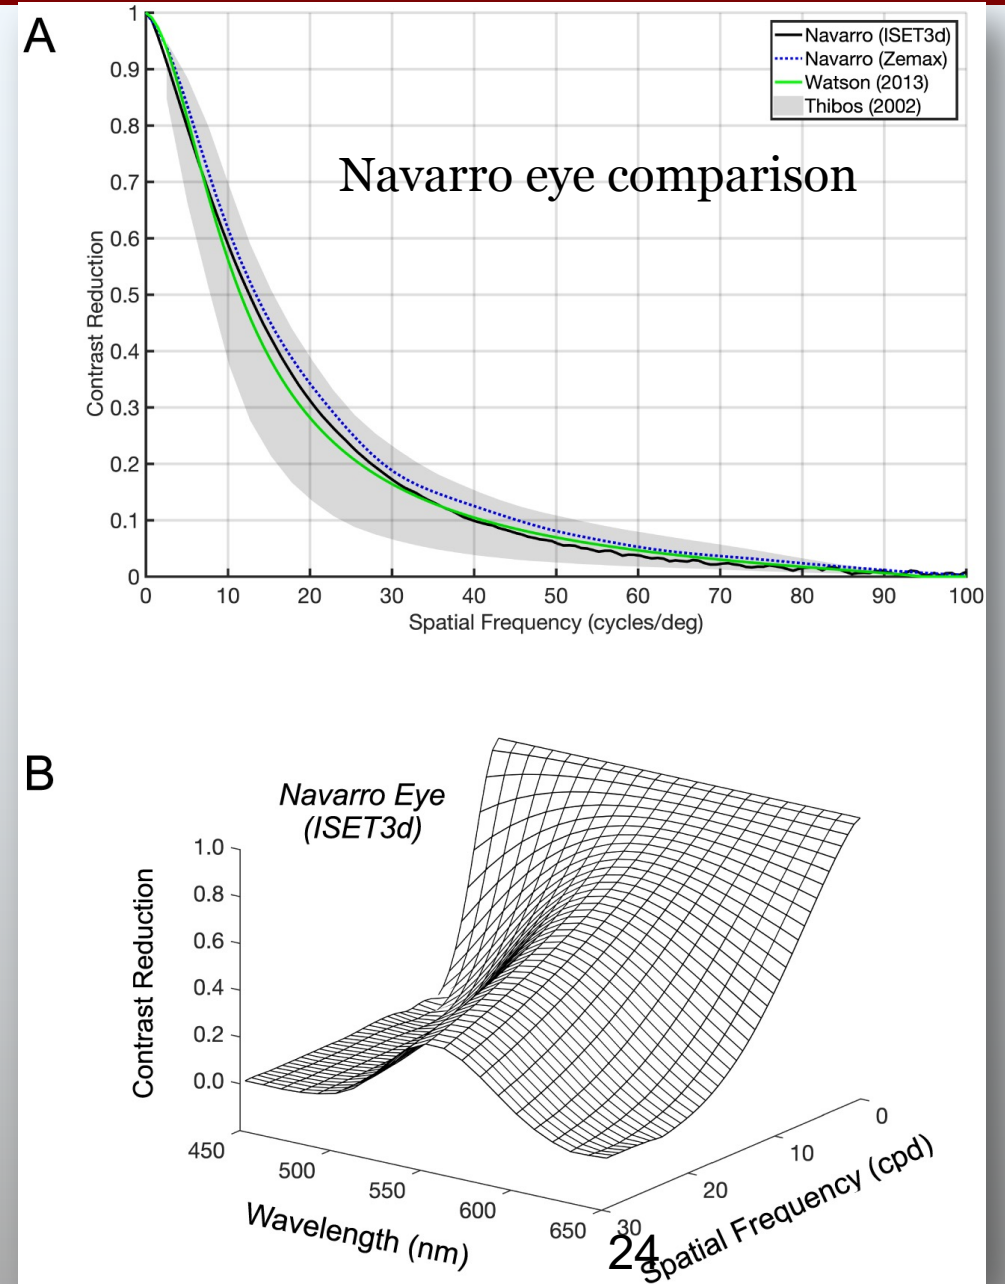 A
Navarro (ISET3d)
Navarro (Zemax)
Watson (2013)
Thibos (2002)
Navarro eye comparison
Contrast Reduction
1
0.9
0.8
0.7
0.6
0.5
0.4
0.3
0.2
0.1
0
0 10 20 30 40 50 60 70 80 90 100
Spatial Frequency (cycles/deg)
B
Navarro Eye
(ISET3d)
Contrast Reduction
1.0
0.8
0.6
0.4
0.2
0.0
450
500
550
600
650
Wavelength (nm)
0
10
20
30
Spatial Frequency (cpd)
24